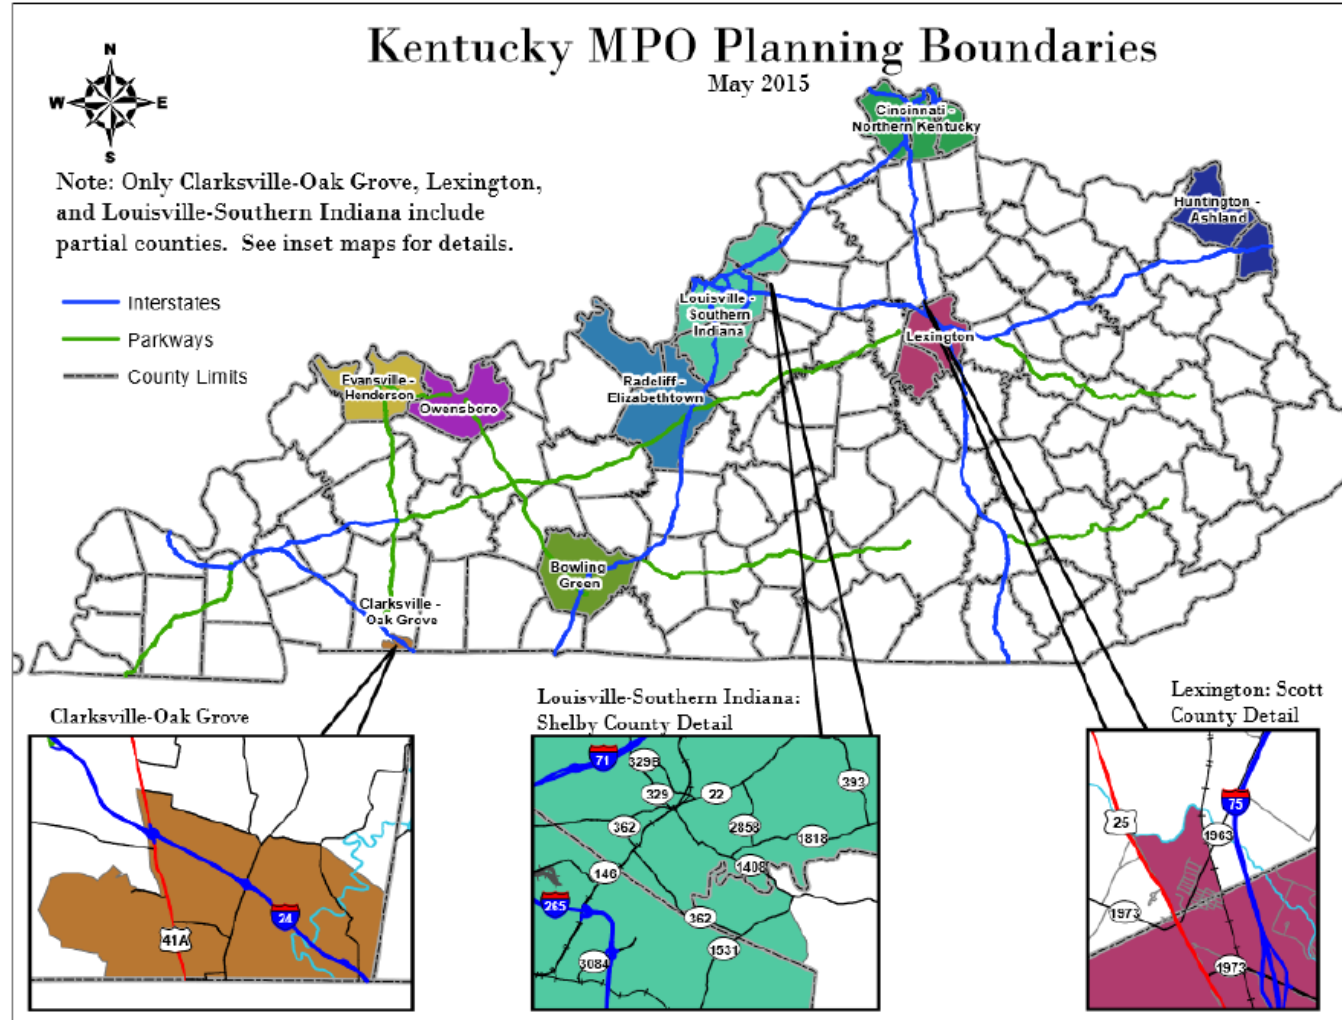 Kentucky MPO Planning Boundaries
May 2015
N
W E
S
Note: Only Clarksville-Oak Grove, Lexington,
and Louisville-Southern Indiana include
partial counties. See inset maps for details.
Interstates
Parkways
County Limits
Cincinnati -
Northern Kentucky
Huntington -
Ashland
Louisville -
Southern
Indiana
Lexington
Evansville -
Henderson
Owensboro
Radcliff -
Elizabethtown
Bowling
Green
Clarksville -
Oak Grove
Clarksville-Oak Grove
24
41A
Louisville-Southern Indiana:
Shelby County Detail
71
329B
329
22
393
362
2858
1818
146
1408
265
362
1531
3084
Lexington: Scott
County Detail
75
25
1963
1973
1973